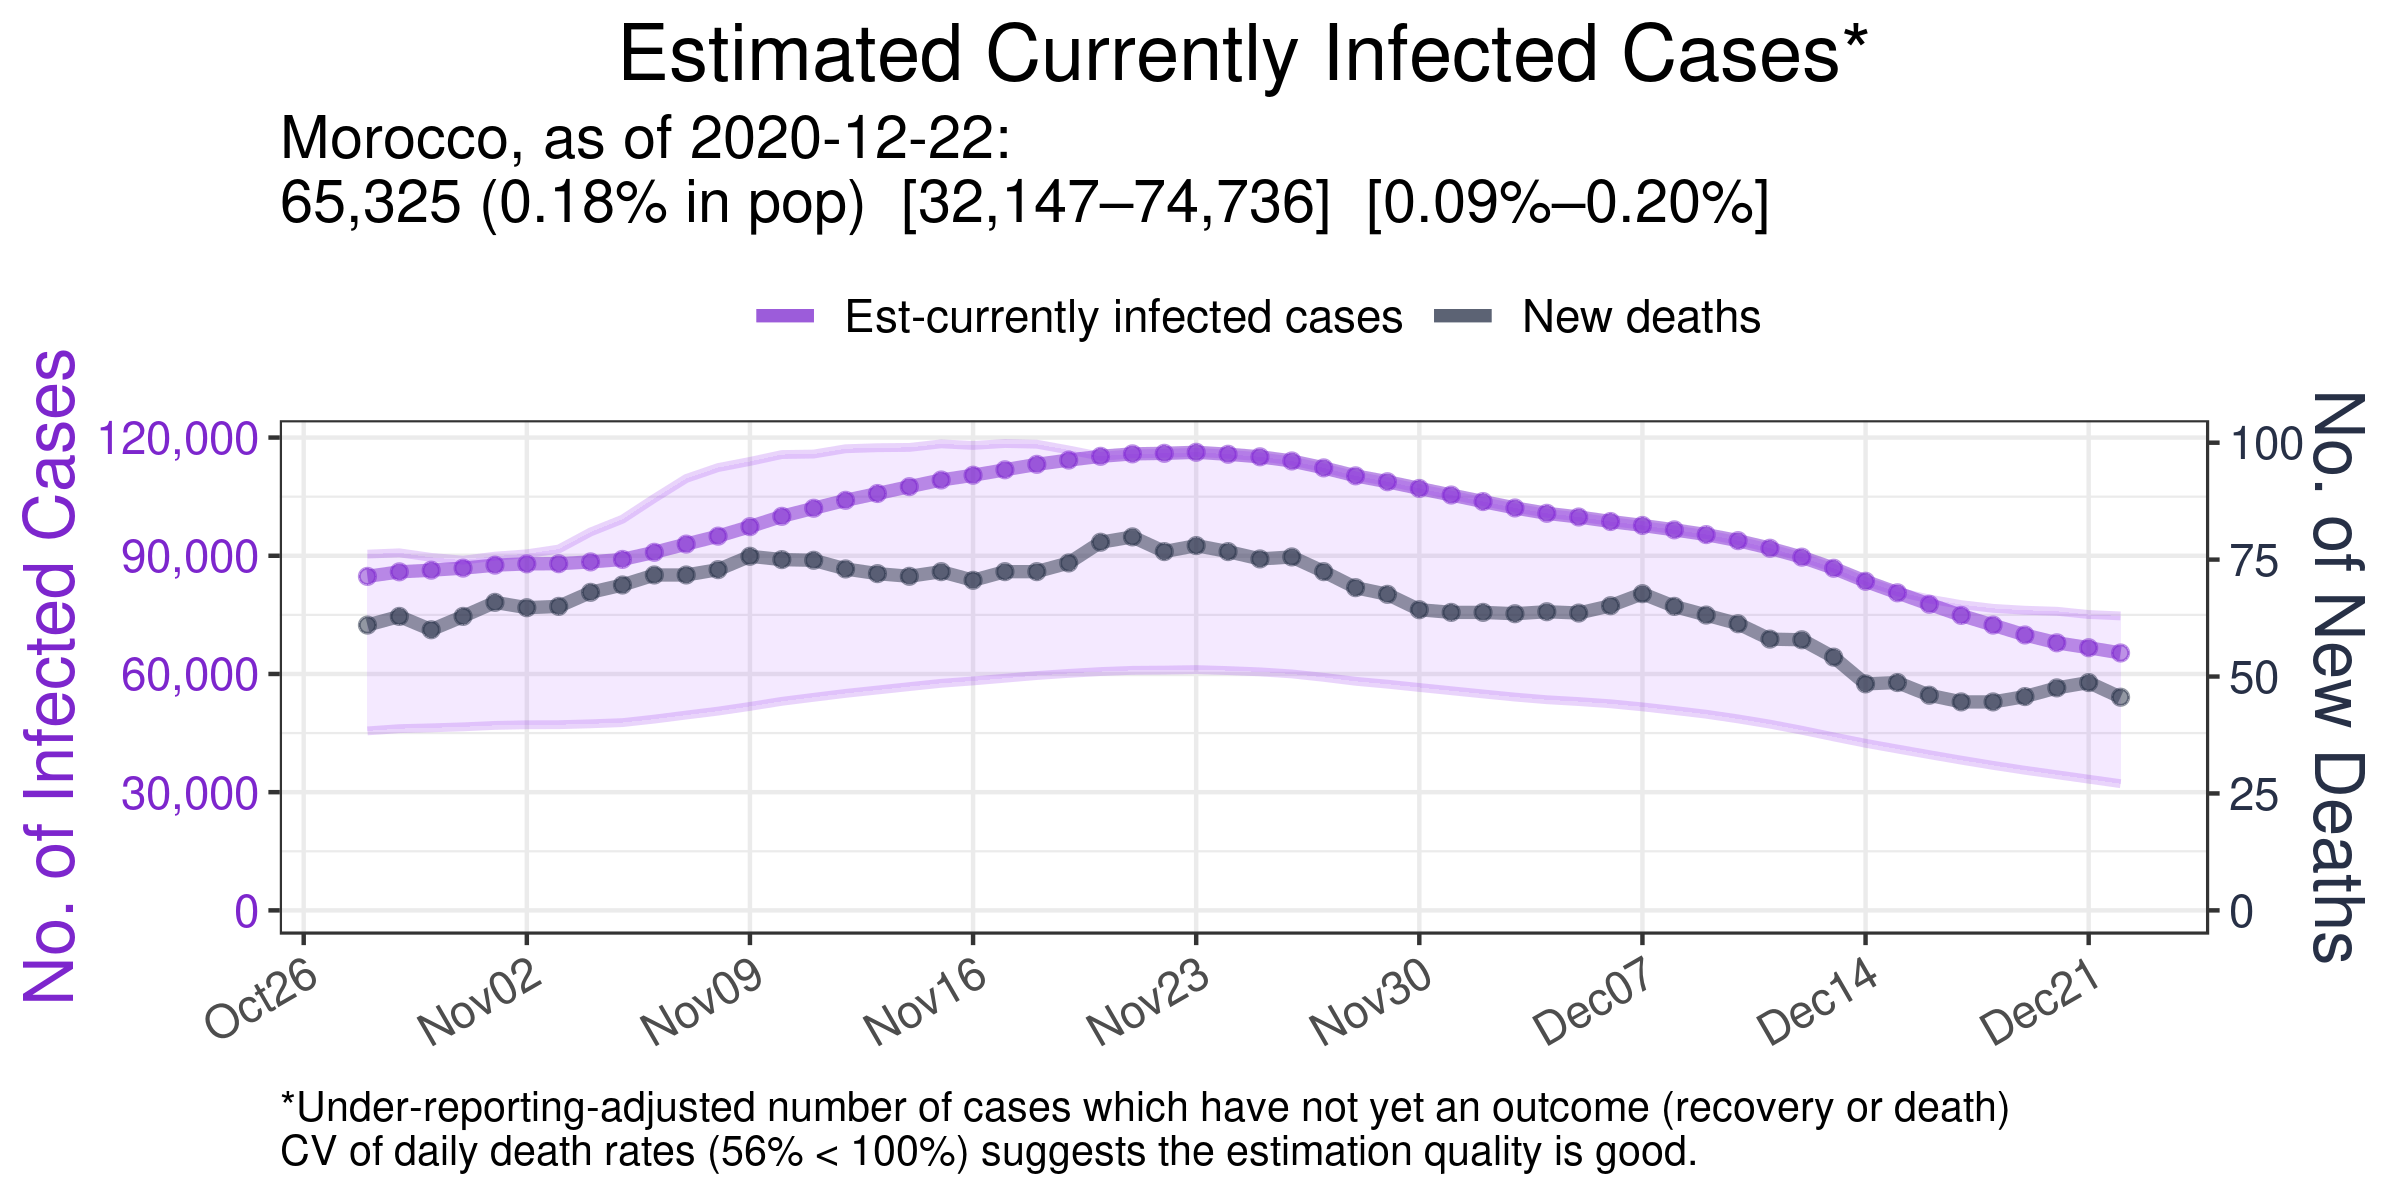 Estimated Currently Infected Cases*
Morocco, as of 2020-12-22:
65,325 (0.18% in pop)  [32,147–74,736]  [0.09%–0.20%]
Est-currently infected cases
New deaths
No. of Infected Cases
120,000
90,000
60,000
30,000
0
No. of New Deaths
100
75
50
25
0
Oct26
Nov02
Nov09
Nov16
Nov23
Nov30
Dec07
Dec14
Dec21
*Under-reporting-adjusted number of cases which have not yet an outcome (recovery or death)
CV of daily death rates (56% < 100%) suggests the estimation quality is good.